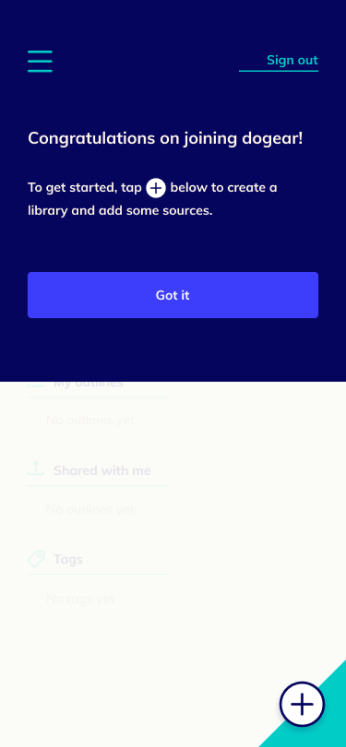 Sign out
Congratulations on joining dogear!
To get started, tap below to create a
library and add some sources.
Got it
My outlines
No outlines yet
Shared with me
No outlines yet
Tags
No tags yet